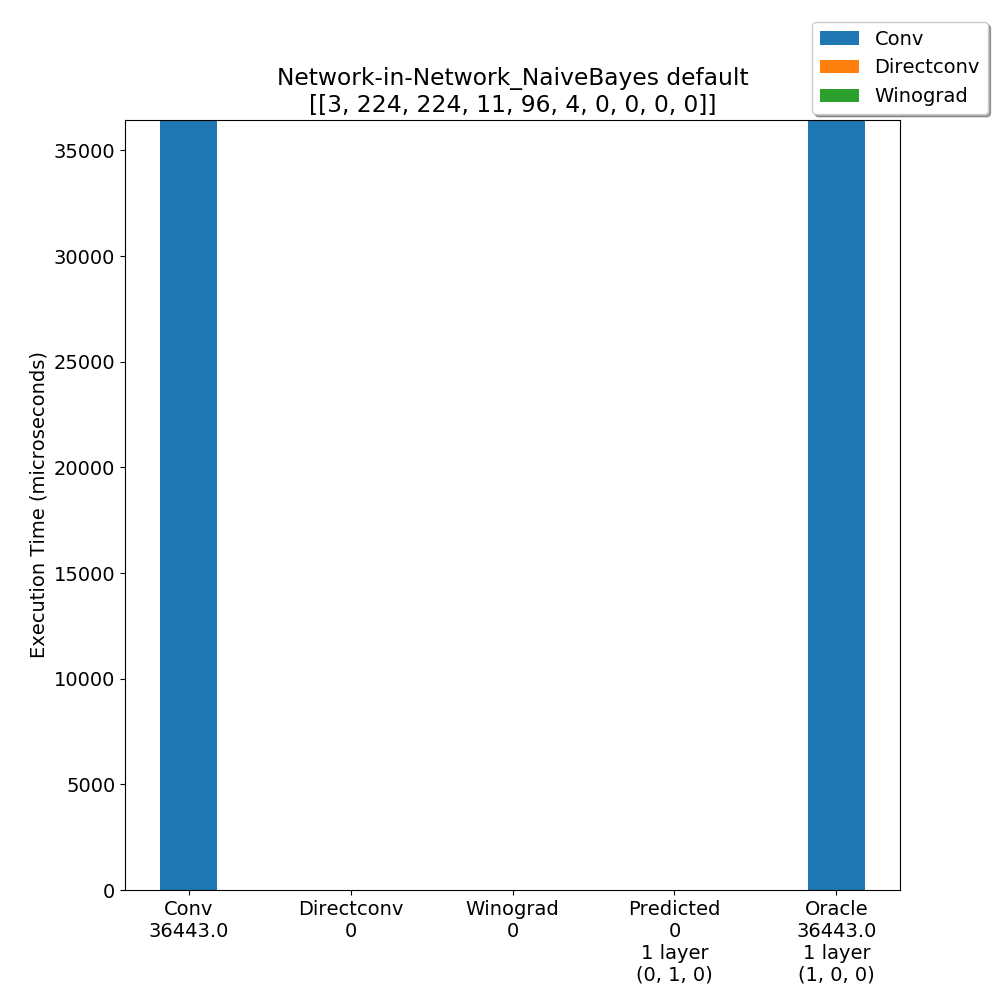 Conv
Directconv
Winograd
Network-in-Network_NaiveBayes default
[[3, 224, 224, 11, 96, 4, 0, 0, 0, 0]]
Execution Time (microseconds)
35000
30000
25000
20000
15000
10000
5000
0
Conv
36443.0
Directconv
0
Winograd
0
Predicted
0
1 layer
(0, 1, 0)
Oracle
36443.0
1 layer
(1, 0, 0)